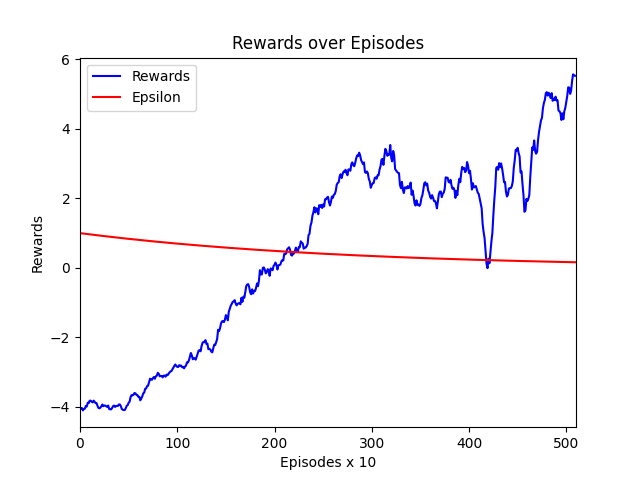 Rewards over Episodes
Rewards
Epsilon
6
4
2
0
−2
−4
Rewards
0 100 200 300 400 500
Episodes x 10